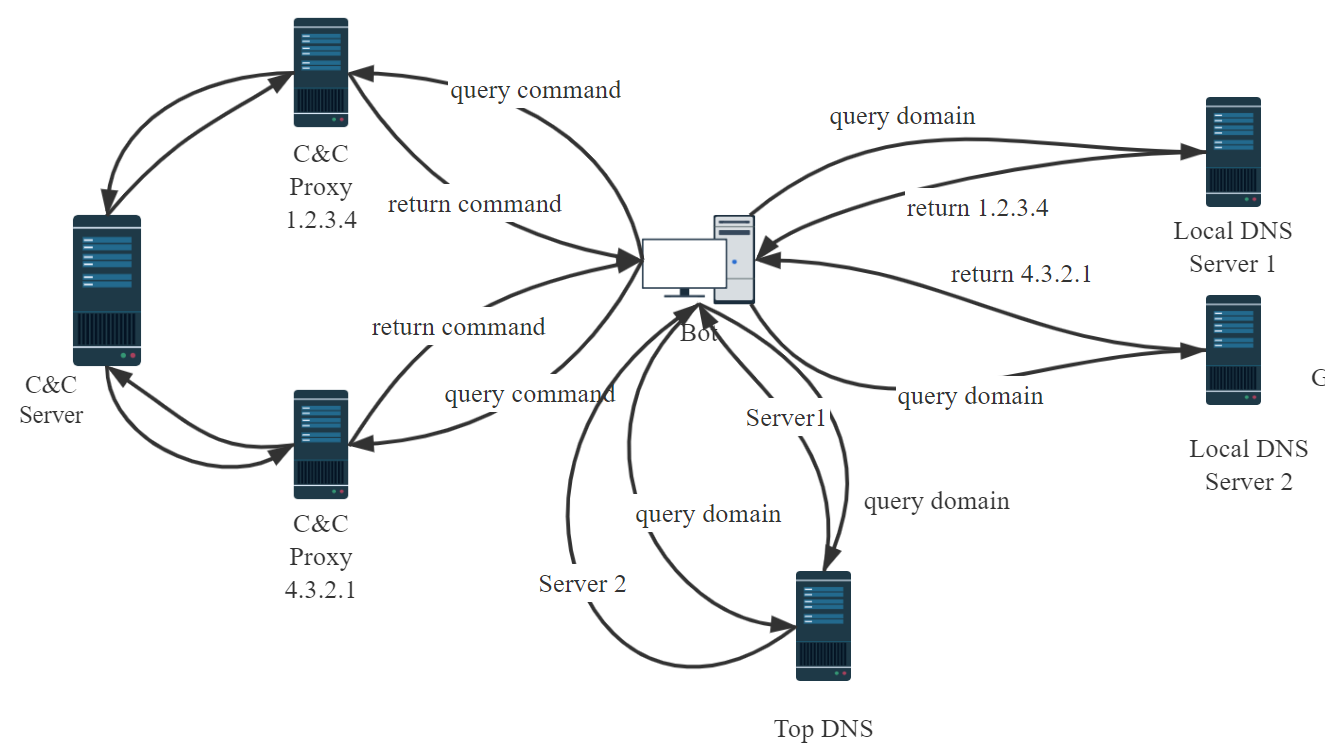 query command
query domain
C&C
Proxy
1.2.3.4
return command
return 1.2.3.4
Local DNS
Server 1
return 4.3.2.1
return command
Bot
C&C
Server
query command
query domain
Server1
G
Local DNS
Server 2
query domain
query domain
C&C
Proxy
4.3.2.1
Server 2
Top DNS